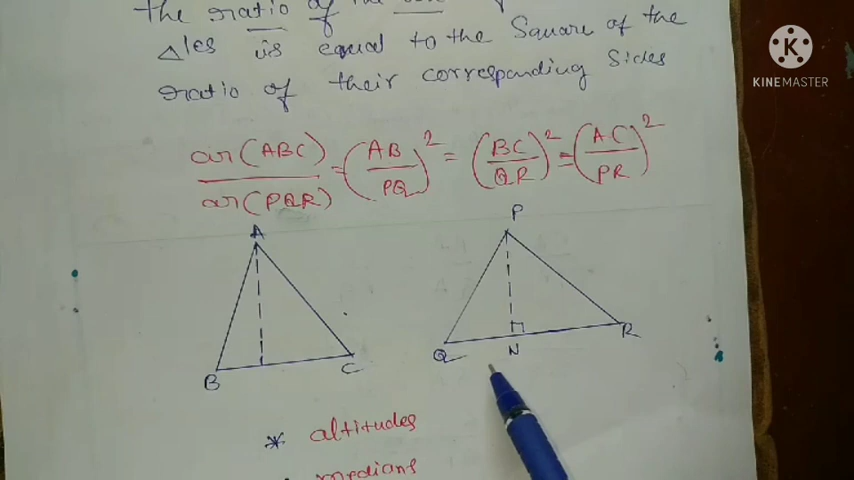 the ratio of the
△les is equal to the Square of the
ratio of their corresponding Sides
ar(ABC)/ar(PQR) = (AB/PQ)² = (BC/QR)² = (AC/PR)²
A
P
B
C
Q
N
R
* altitudes
medians
K
KINEMASTER